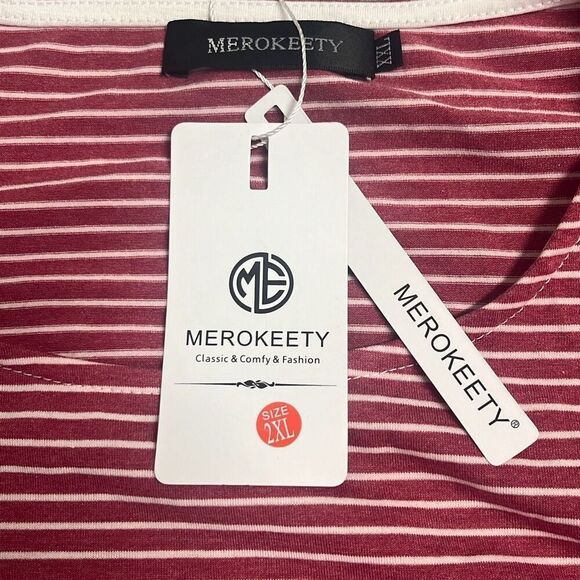 MEROKEETY
XXL
ME
MEROKEETY
Classic & Comfy & Fashion
SIZE
2XL
MEROKEETY®